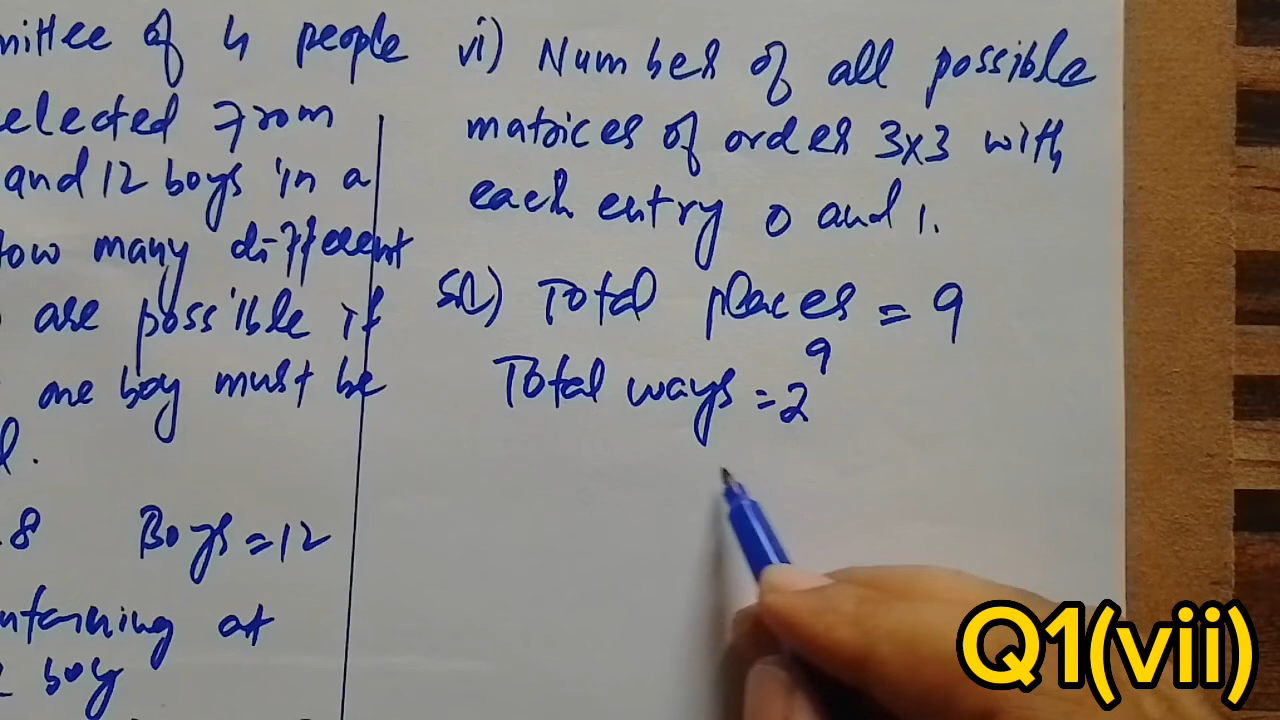 mittee of 4 people
elected from
and 12 boys in a
How many different
are possible if
one boy must be
8 Boys = 12
ntaining at
boy
vi) Number of all possible
matrices of order 3x3 with
each entry 0 and 1.
Sol) Total places = 9
Total ways = 2⁹
Q1(vii)